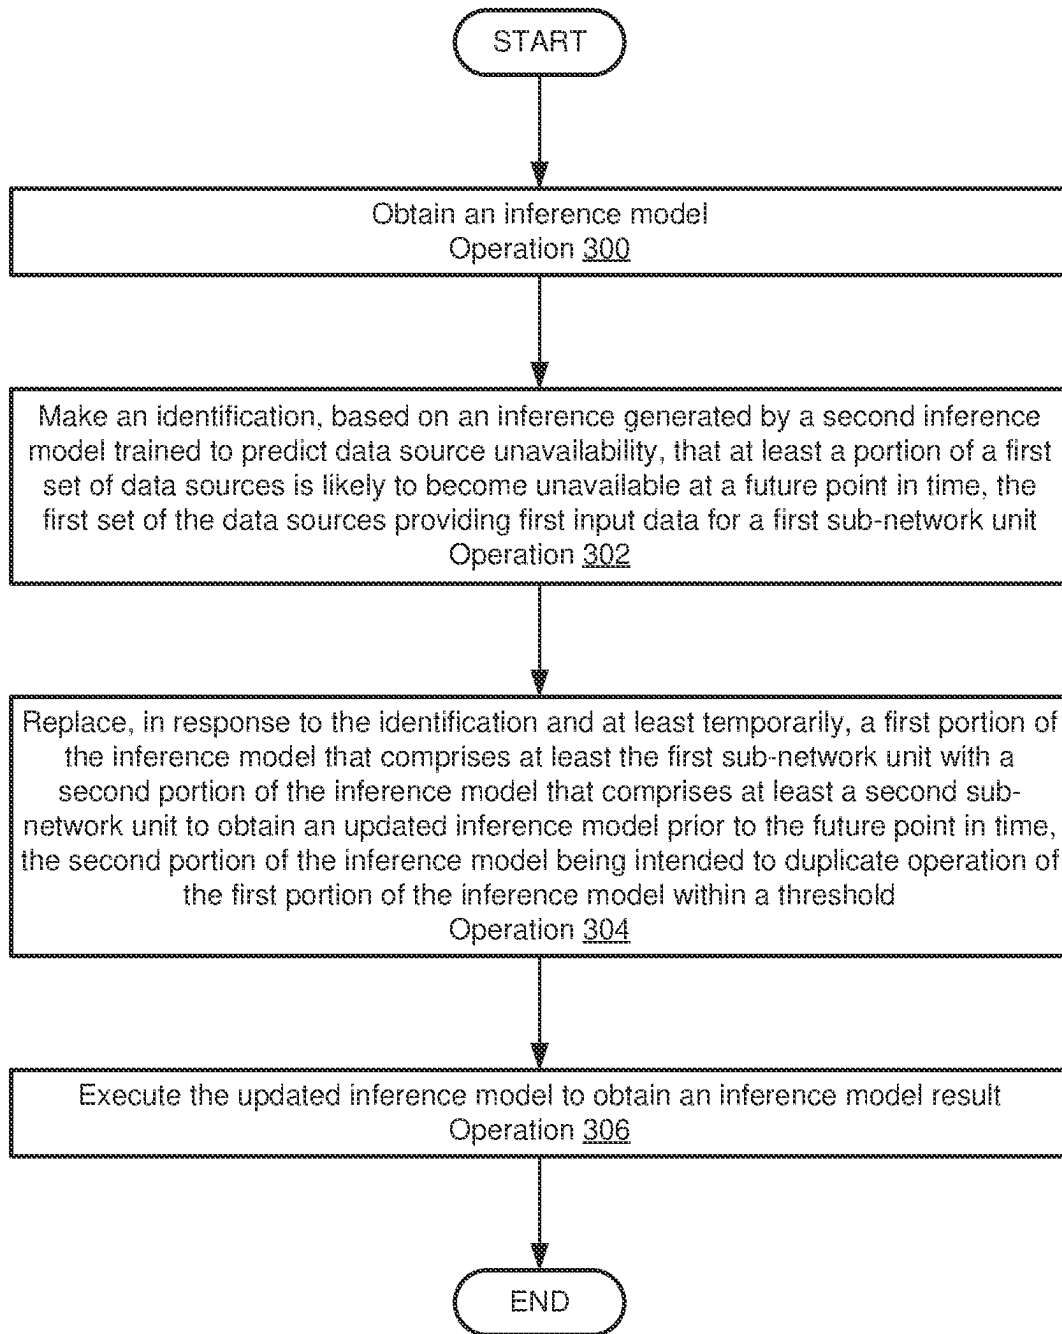 START
Obtain an inference model
Operation 300
Make an identification, based on an inference generated by a second inference
model trained to predict data source unavailability, that at least a portion of a first
set of data sources is likely to become unavailable at a future point in time, the
first set of the data sources providing first input data for a first sub-network unit
Operation 302
Replace, in response to the identification and at least temporarily, a first portion of
the inference model that comprises at least the first sub-network unit with a
second portion of the inference model that comprises at least a second sub-
network unit to obtain an updated inference model prior to the future point in time,
the second portion of the inference model being intended to duplicate operation of
the first portion of the inference model within a threshold
Operation 304
Execute the updated inference model to obtain an inference model result
Operation 306
END